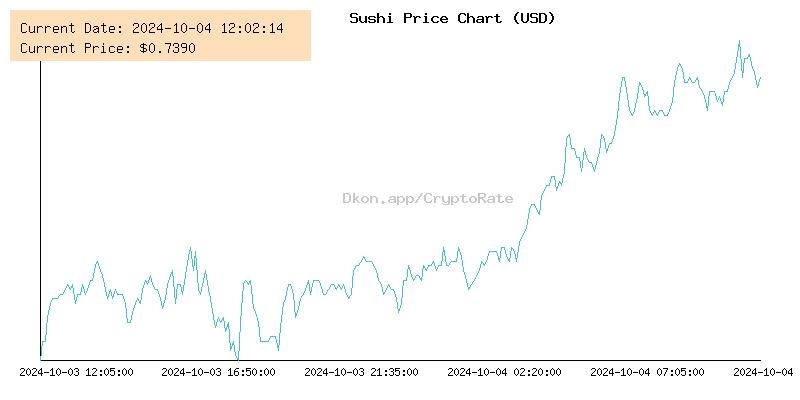 Sushi Price Chart (USD)
Current Date: 2024-10-04 12:02:14
Current Price: $0.7390
Dkon.app/CryptoRate
2024-10-03 12:05:00 2024-10-03 16:50:00 2024-10-03 21:35:00 2024-10-04 02:20:00 2024-10-04 07:05:00 2024-10-04